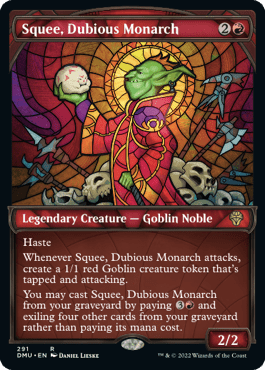 Squee, Dubious Monarch 2
Legendary Creature — Goblin Noble
Haste
Whenever Squee, Dubious Monarch attacks,
create a 1/1 red Goblin creature token that's
tapped and attacking.
You may cast Squee, Dubious Monarch
from your graveyard by paying 3 and
exiling four other cards from your graveyard
rather than paying its mana cost.
2/2
291 R
DMU • EN Daniel Lieske
™ & © 2022 Wizards of the Coast